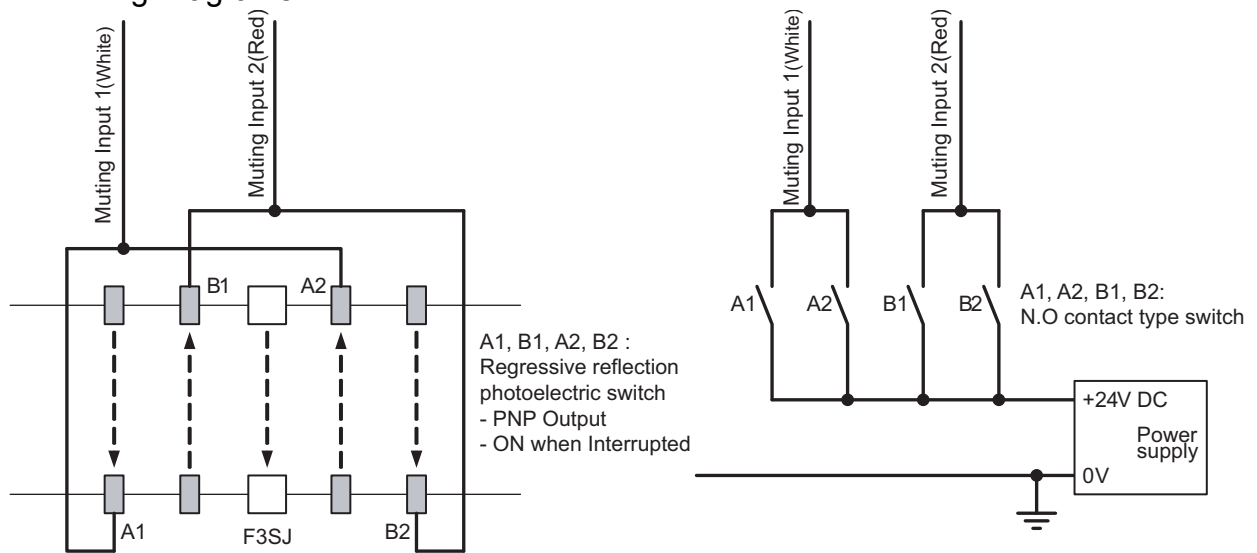 Muting Input 1(White)
Muting Input 2(Red)
B1
A2
A1
F3SJ
B2
A1, B1, A2, B2 :
Regressive reflection
photoelectric switch
- PNP Output
- ON when Interrupted
Muting Input 1(White)
Muting Input 2(Red)
A1
A2
B1
B2
A1, A2, B1, B2:
N.O contact type switch
+24V DC
Power
supply
0V